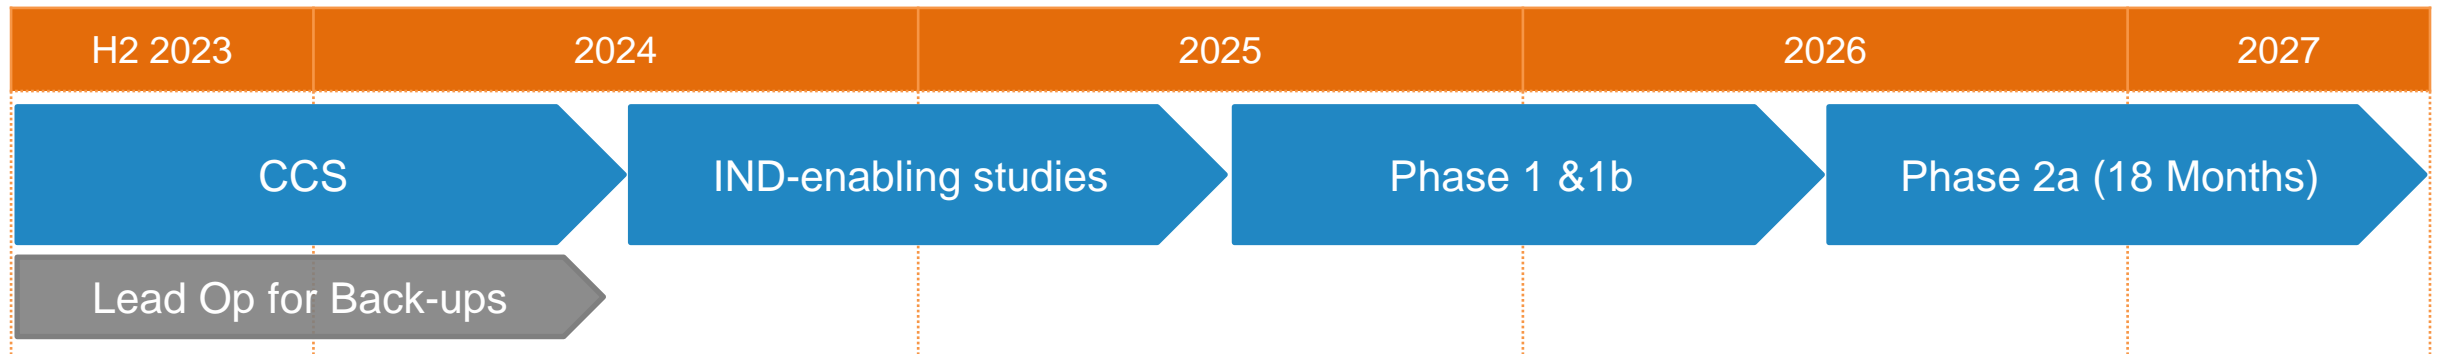 H2 2023
2024
2025
2026
2027
CCS
IND-enabling studies
Phase 1 &1b
Phase 2a (18 Months)
Lead Op for Back-ups